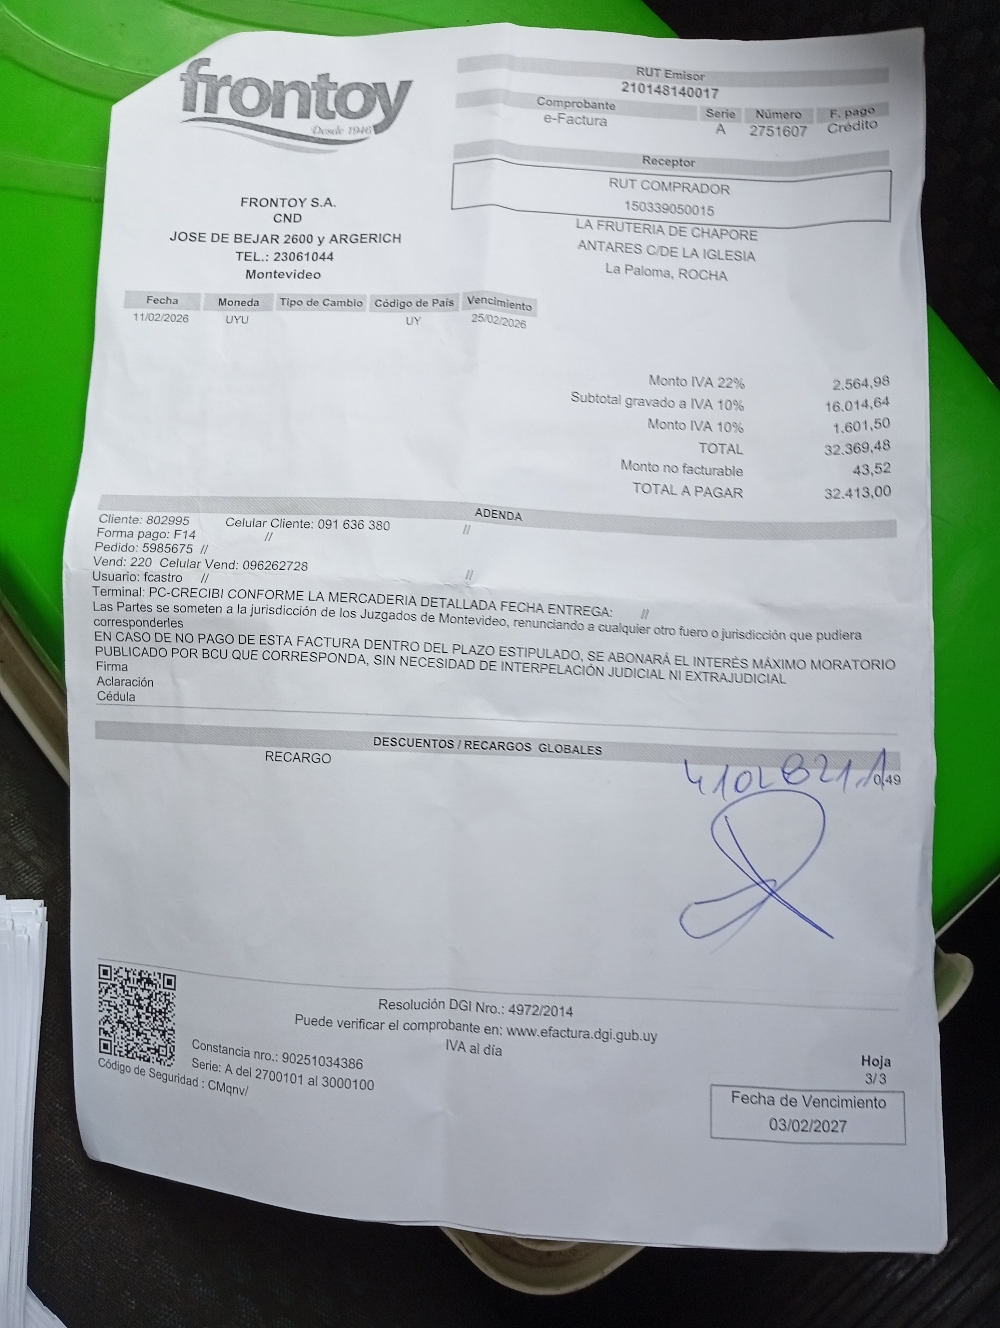 frontoy
Desde 1946
RUT Emisor
210148140017
Comprobante Serie Número F. pago
e-Factura A 2751607 Crédito
Receptor
RUT COMPRADOR
150339050015
LA FRUTERIA DE CHAPORE
ANTARES C/DE LA IGLESIA
La Paloma, ROCHA
FRONTOY S.A.
CND
JOSE DE BEJAR 2600 y ARGERICH
TEL.: 23061044
Montevideo
Fecha Moneda Tipo de Cambio Código de País Vencimiento
11/02/2026 UYU UY 25/02/2026
Monto IVA 22% 2.564,98
Subtotal gravado a IVA 10% 16.014,64
Monto IVA 10% 1.601,50
TOTAL 32.369,48
Monto no facturable 43,52
TOTAL A PAGAR 32.413,00
ADENDA
Cliente: 802995 Celular Cliente: 091 636 380 //
Forma pago: F14 //
Pedido: 5985675 //
Vend: 220 Celular Vend: 096262728 //
Usuario: fcastro //
Terminal: PC-CRECIBI CONFORME LA MERCADERIA DETALLADA FECHA ENTREGA: //
Las Partes se someten a la jurisdicción de los Juzgados de Montevideo, renunciando a cualquier otro fuero o jurisdicción que pudiera
corresponderles
EN CASO DE NO PAGO DE ESTA FACTURA DENTRO DEL PLAZO ESTIPULADO, SE ABONARÁ EL INTERÉS MÁXIMO MORATORIO
PUBLICADO POR BCU QUE CORRESPONDA, SIN NECESIDAD DE INTERPELACIÓN JUDICIAL NI EXTRAJUDICIAL
Firma
Aclaración
Cédula
DESCUENTOS / RECARGOS GLOBALES
RECARGO 0,49
Resolución DGI Nro.: 4972/2014
Puede verificar el comprobante en: www.efactura.dgi.gub.uy
IVA al día
Constancia nro.: 90251034386
Serie: A del 2700101 al 3000100
Código de Seguridad : CMqnv/
Hoja
3/3
Fecha de Vencimiento
03/02/2027